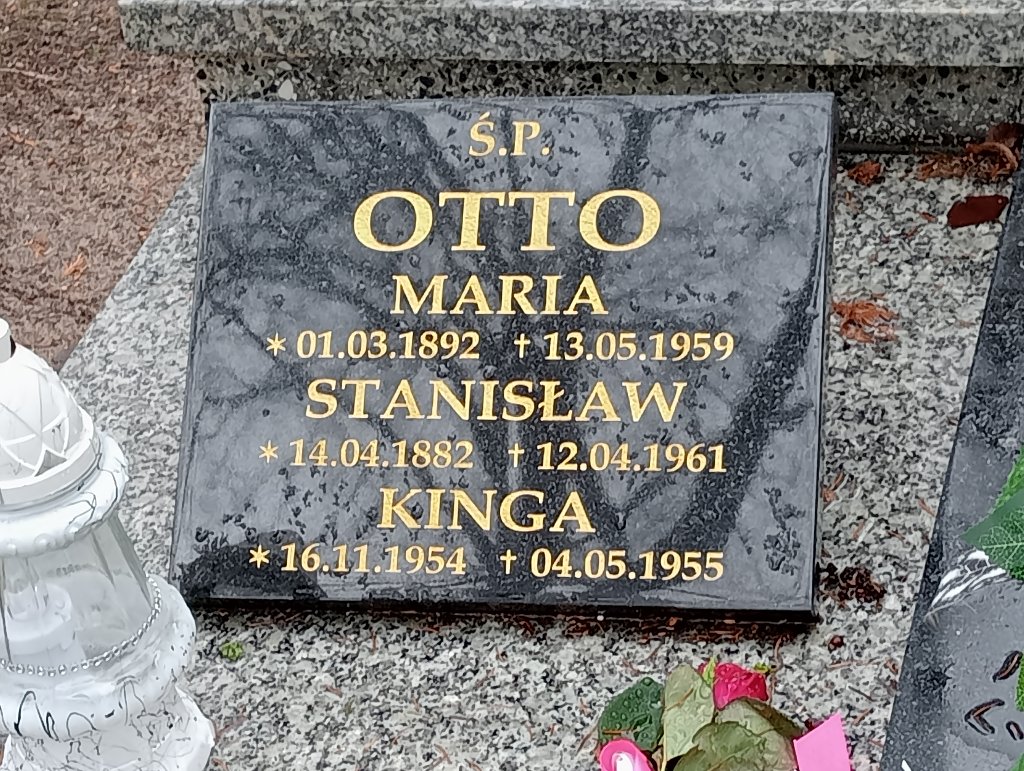 Ś.P.
OTTO
MARIA
* 01.03.1892 † 13.05.1959
STANISŁAW
* 14.04.1882 † 12.04.1961
KINGA
* 16.11.1954 † 04.05.1955